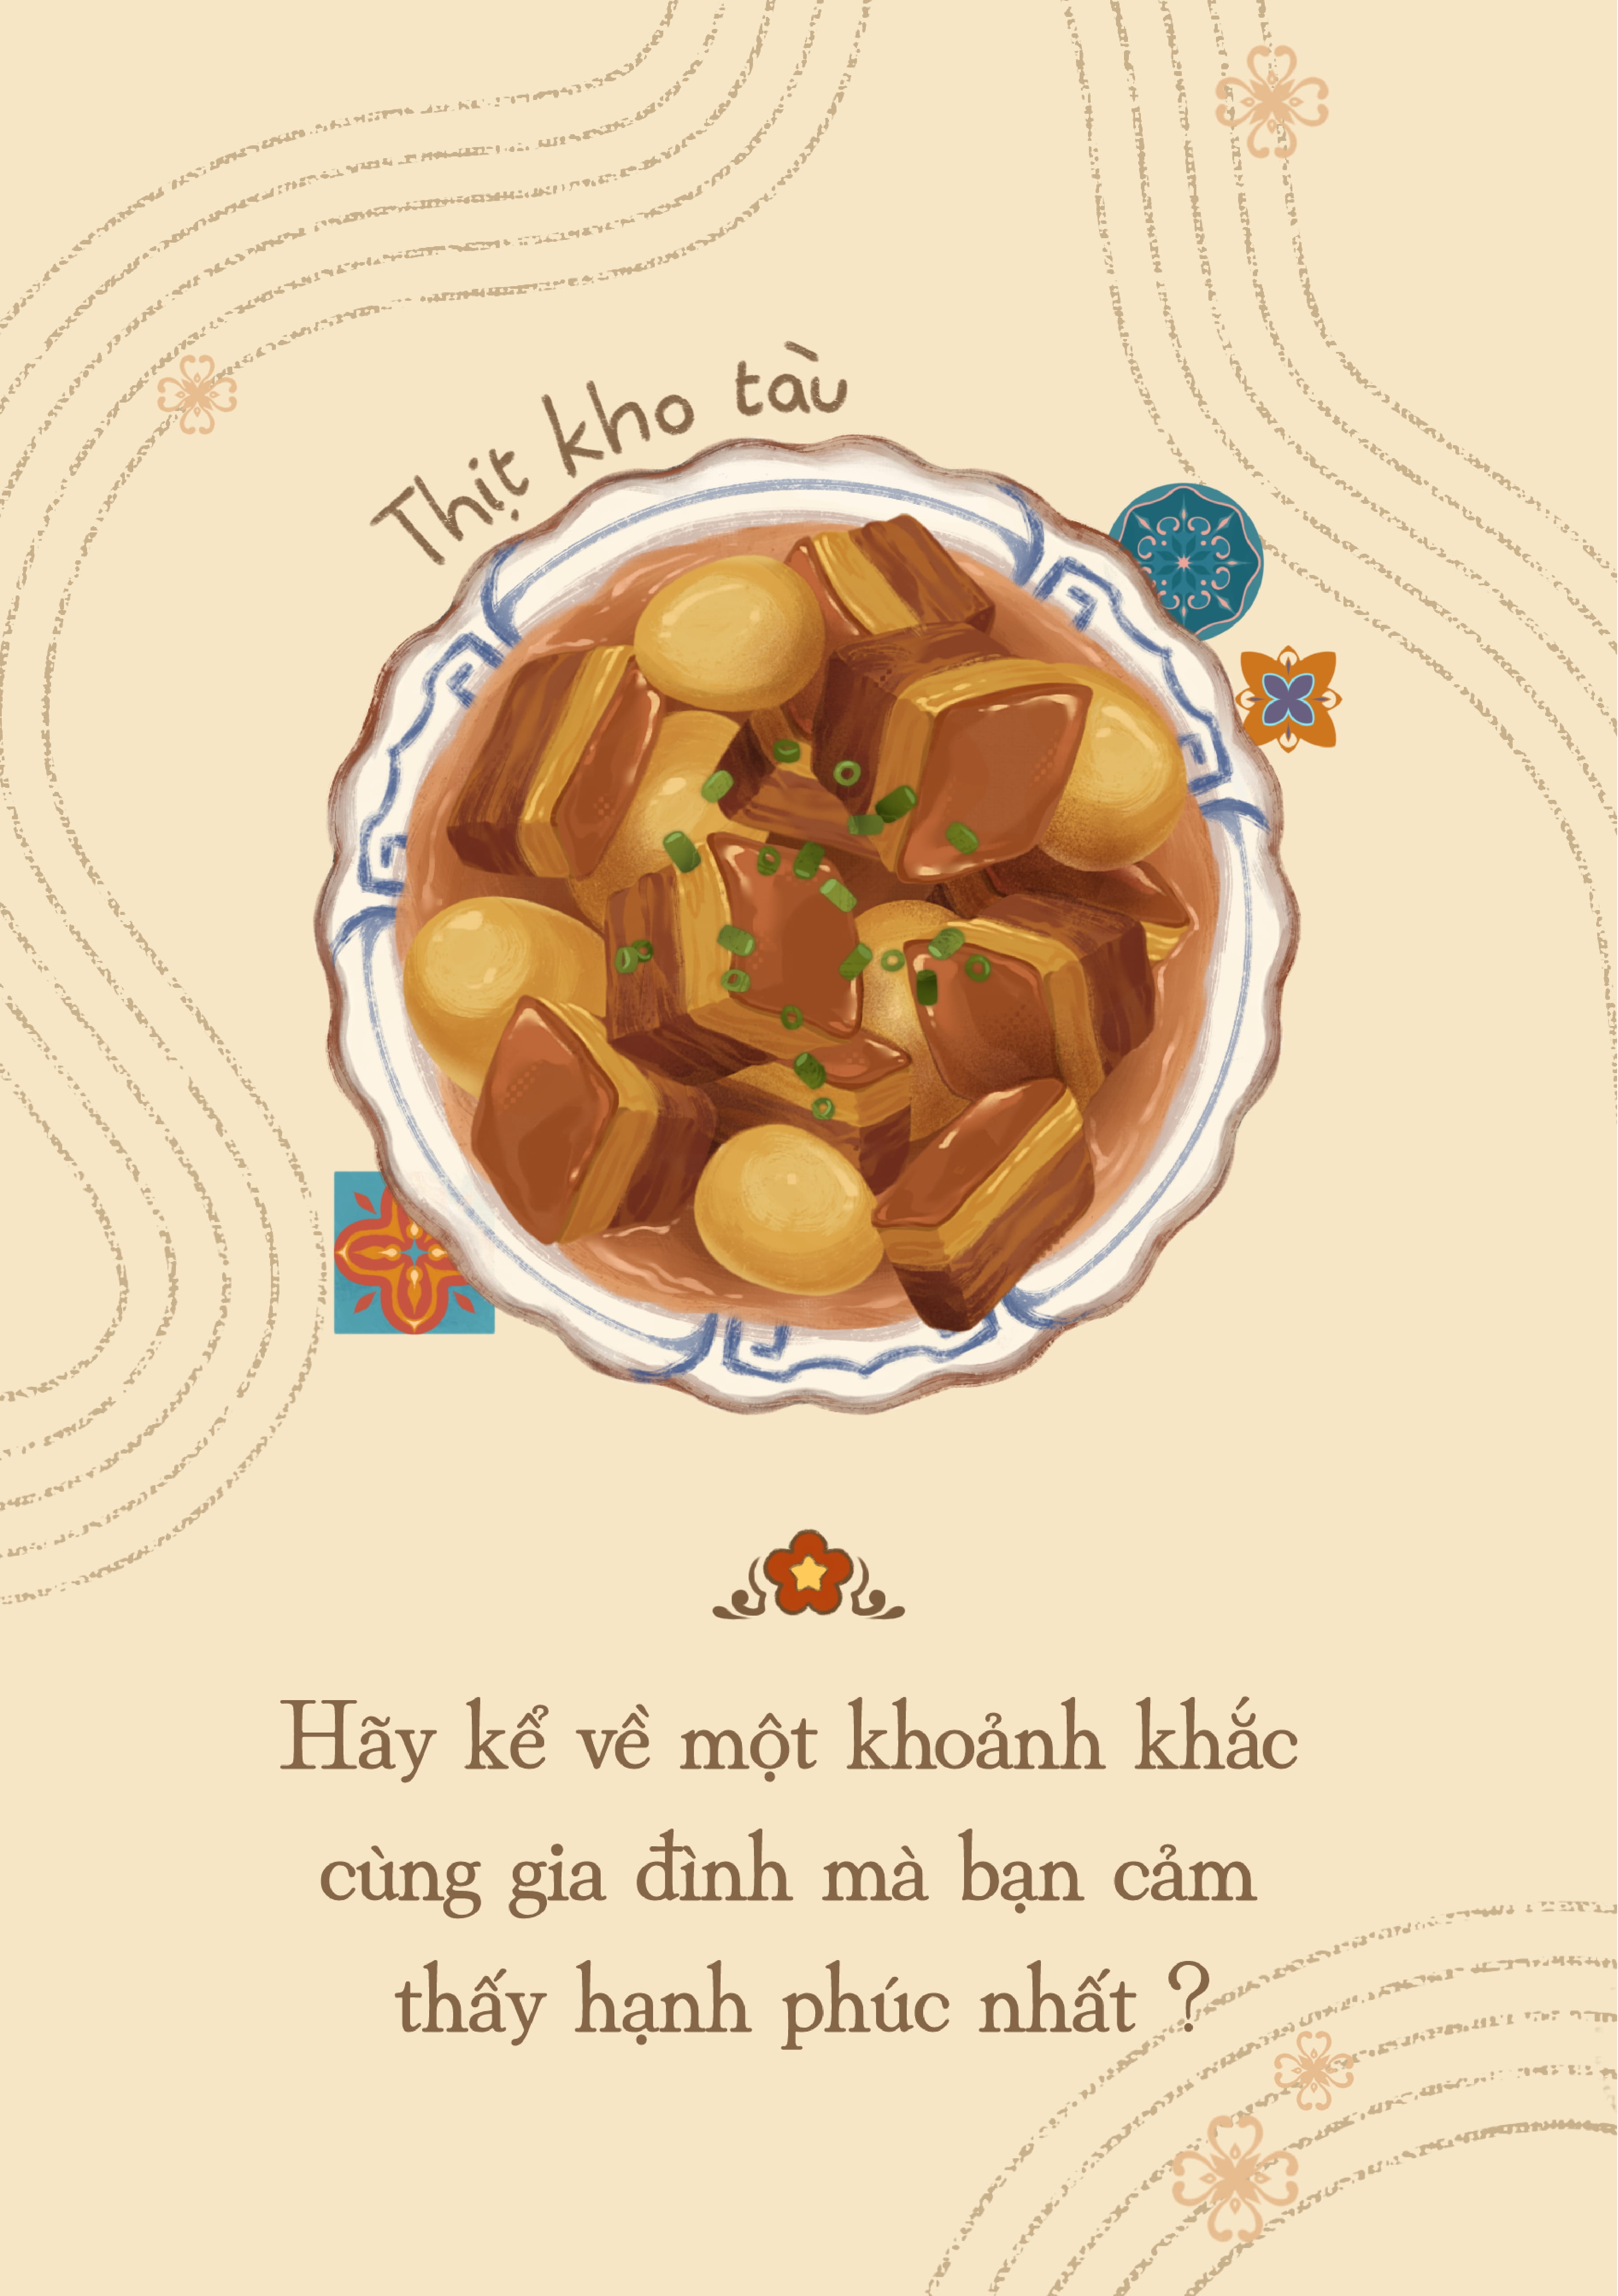 Thịt kho tàu
Hãy kể về một khoảnh khắc
cùng gia đình mà bạn cảm
thấy hạnh phúc nhất ?